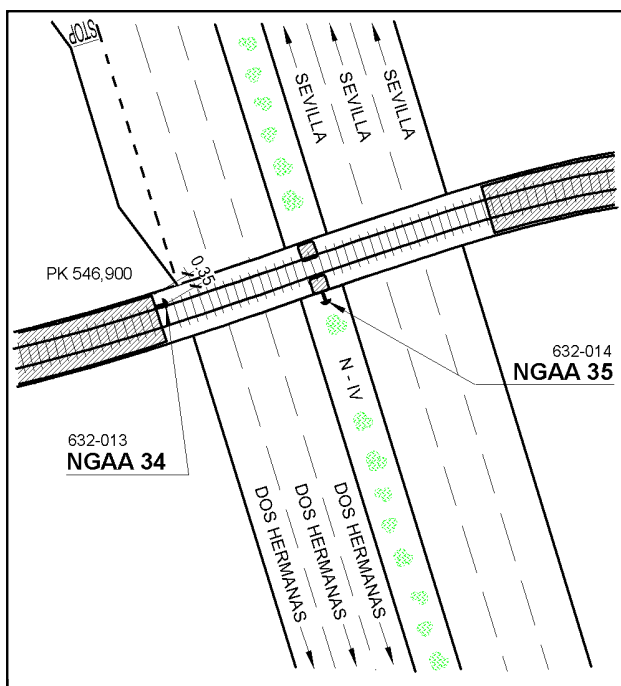 STOP
SEVILLA
SEVILLA
SEVILLA
0.35
PK 546,900
632-014
NGAA 35
N - IV
632-013
NGAA 34
DOS HERMANAS
DOS HERMANAS
DOS HERMANAS